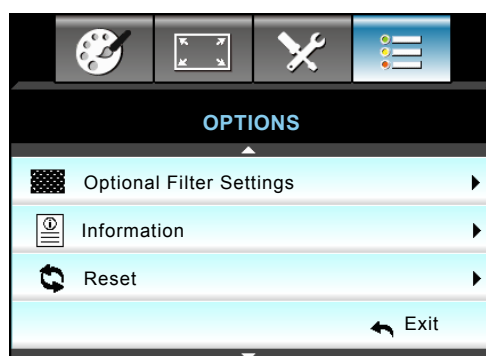 OPTIONS
Optional Filter Settings
Information
Reset
Exit